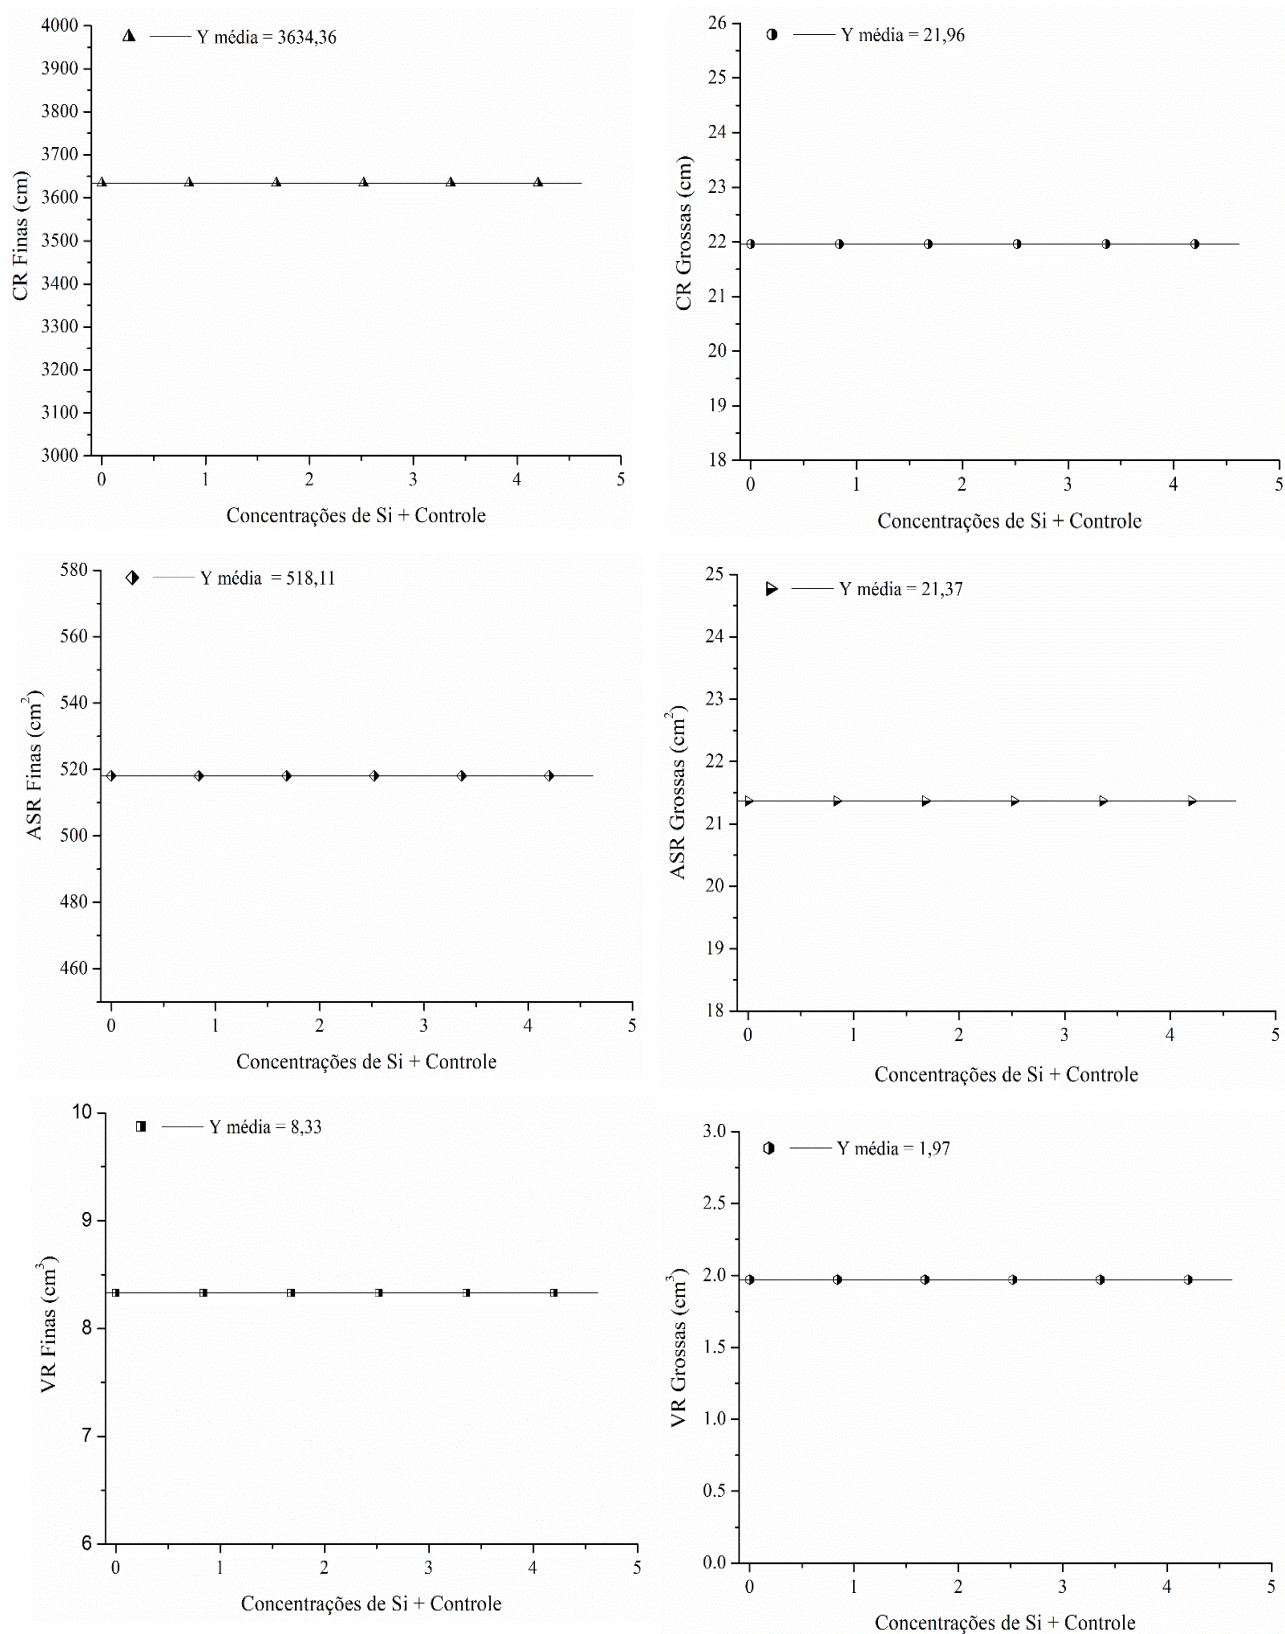 Y média = 3634,36
4000
3900
3800
3700
3600
3500
3400
3300
3200
3100
3000
CR Finas (cm)
0 1 2 3 4 5
Concentrações de Si + Controle
Y média = 21,96
26
25
24
23
22
21
20
19
18
CR Grossas (cm)
0 1 2 3 4 5
Concentrações de Si + Controle
Y média = 518,11
580
560
540
520
500
480
460
ASR Finas (cm²)
0 1 2 3 4 5
Concentrações de Si + Controle
Y média = 21,37
25
24
23
22
21
20
19
18
ASR Grossas (cm²)
0 1 2 3 4 5
Concentrações de Si + Controle
Y média = 8,33
10
9
8
7
6
VR Finas (cm³)
0 1 2 3 4 5
Concentrações de Si + Controle
Y média = 1,97
3.0
2.5
2.0
1.5
1.0
0.5
0.0
VR Grossas (cm³)
0 1 2 3 4 5
Concentrações de Si + Controle